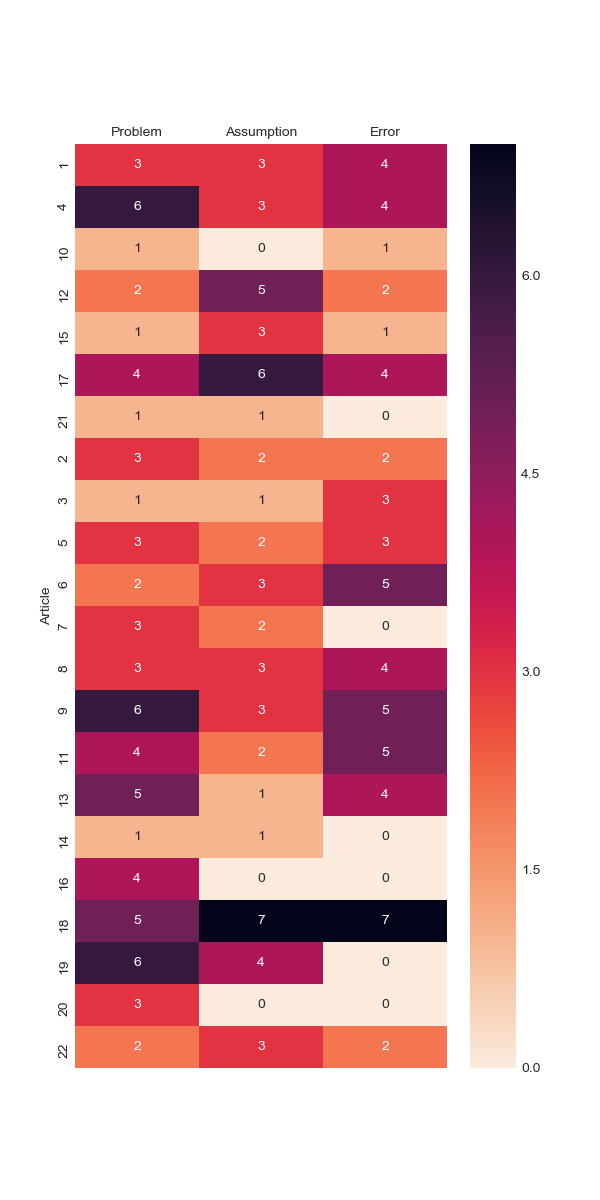 Problem Assumption Error
1 3 3 4
4 6 3 4
10 1 0 1
12 2 5 2
15 1 3 1
17 4 6 4
21 1 1 0
2 3 2 2
3 1 1 3
5 3 2 3
6 2 3 5
Article
7 3 2 0
8 3 3 4
9 6 3 5
11 4 2 5
13 5 1 4
14 1 1 0
16 4 0 0
18 5 7 7
19 6 4 0
20 3 0 0
22 2 3 2
6.0
4.5
3.0
1.5
0.0